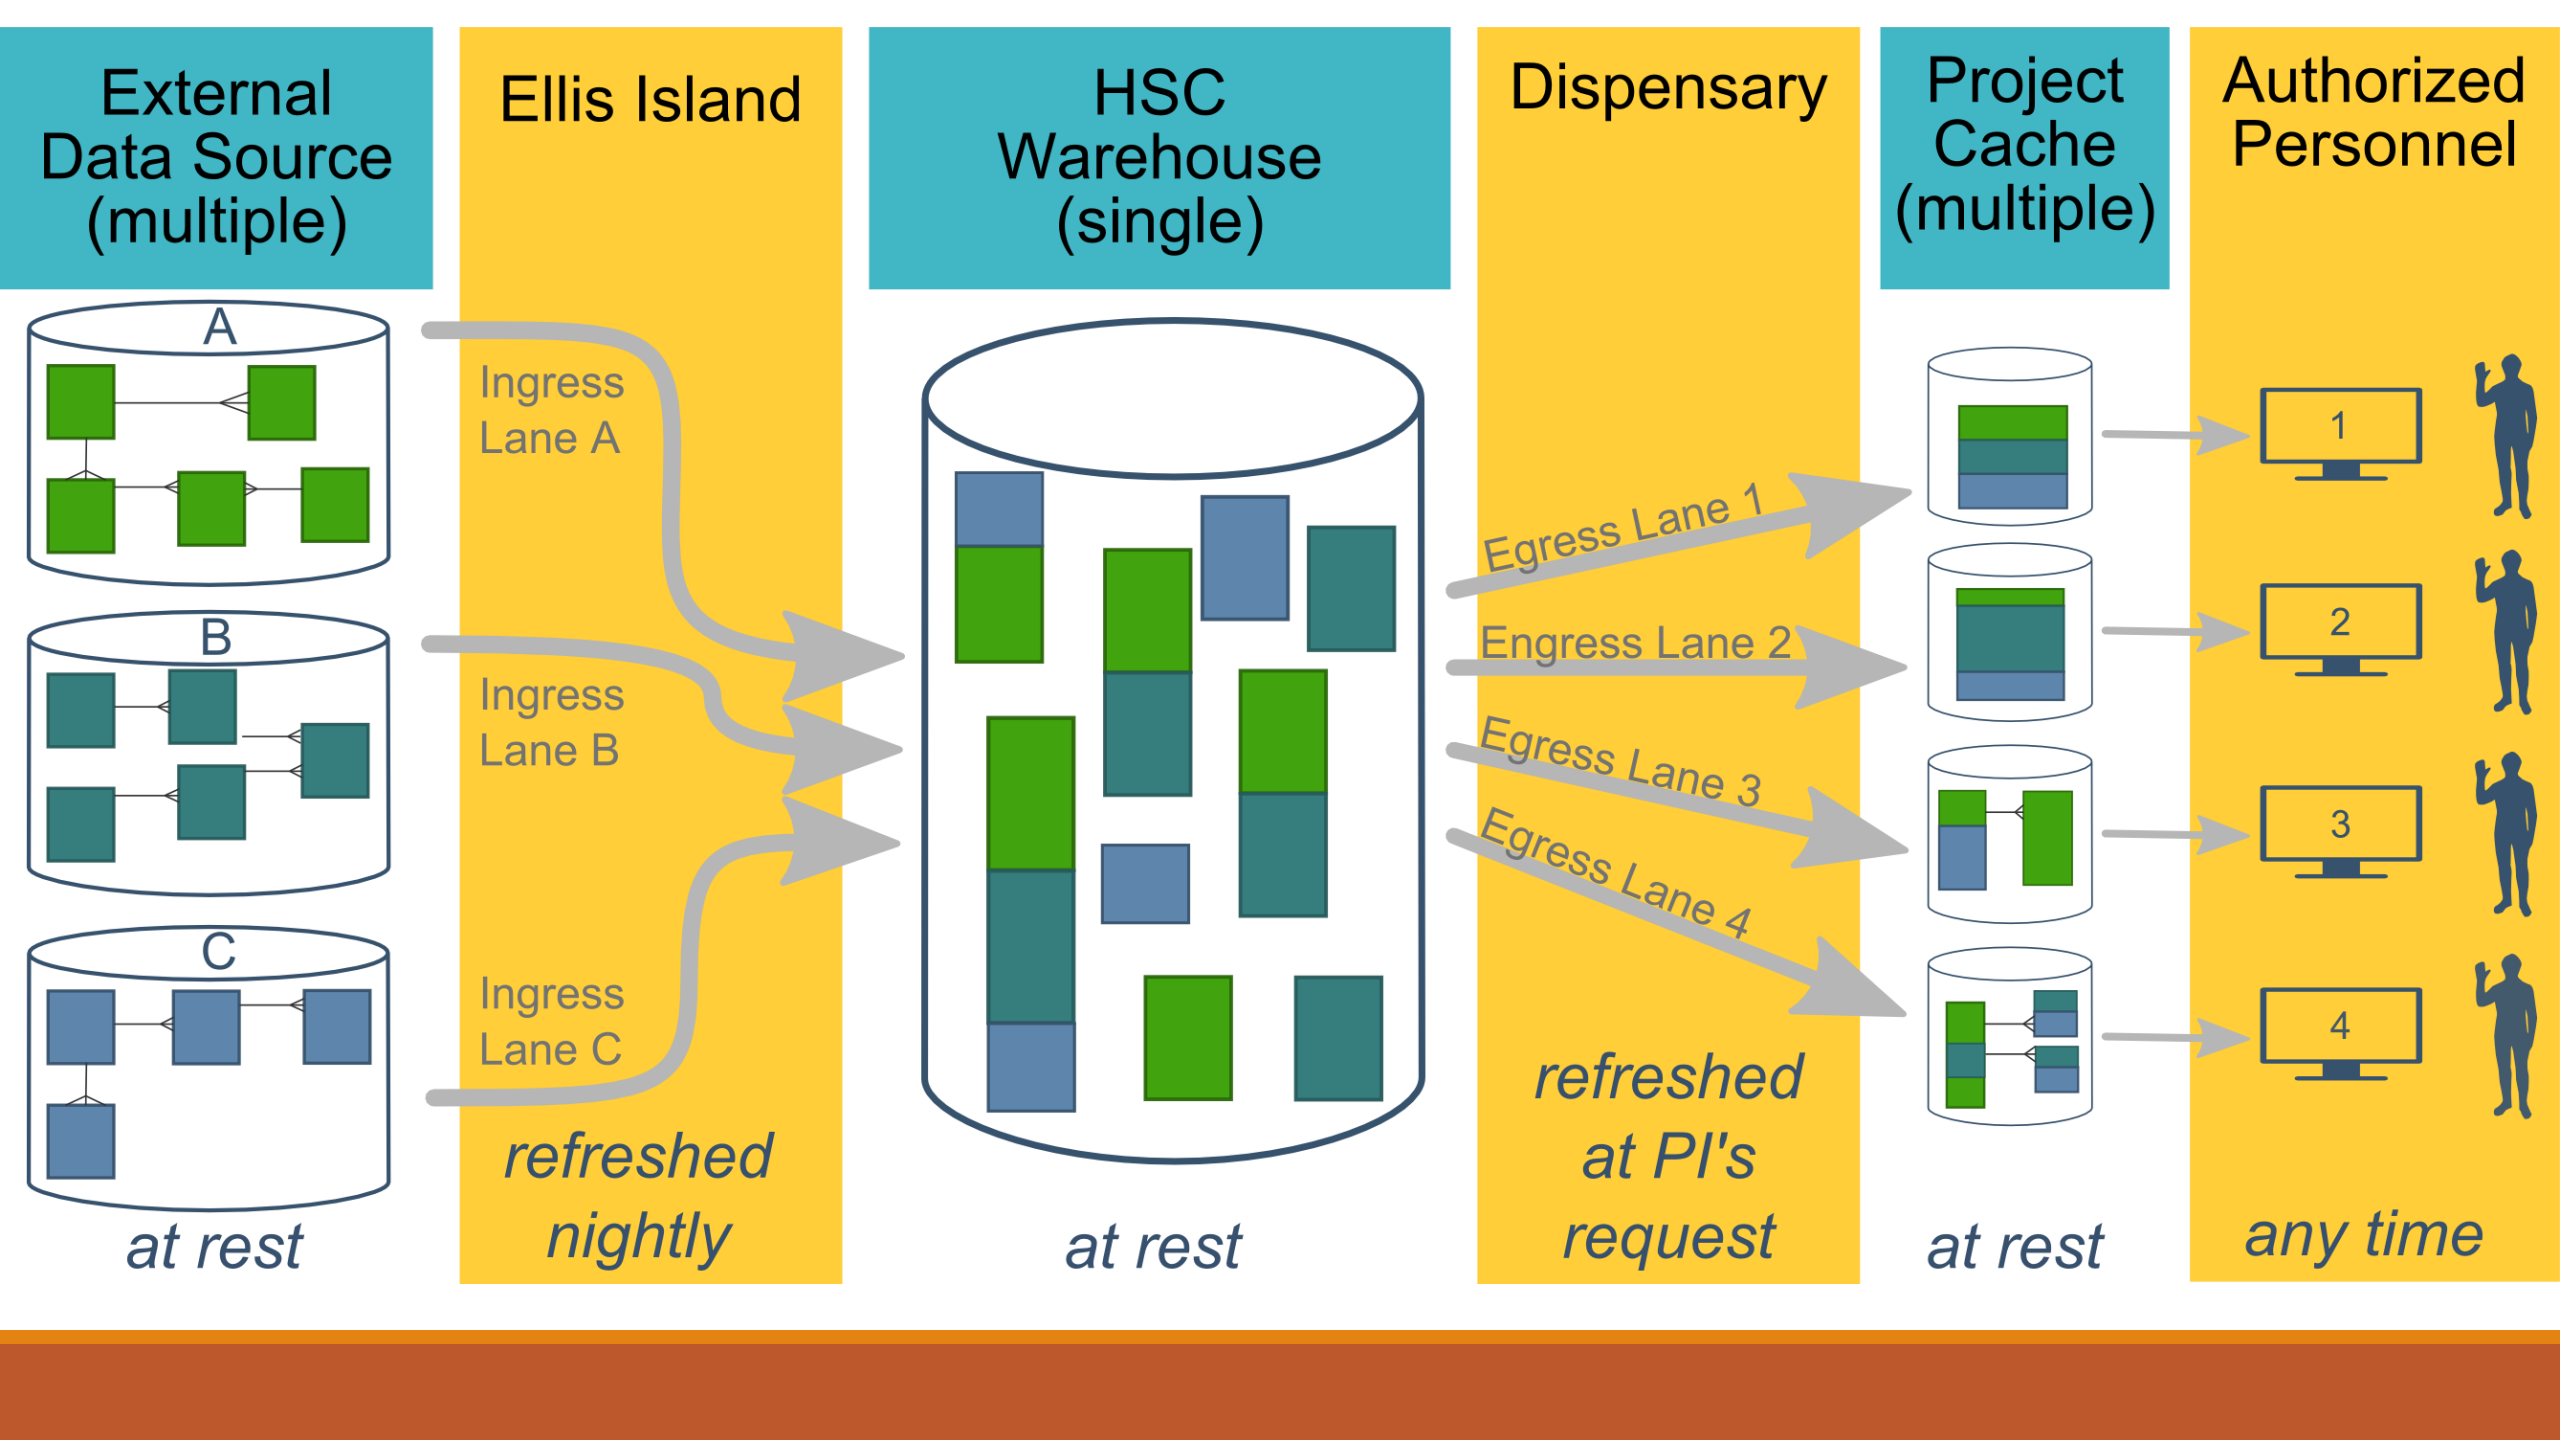 External
Data Source
(multiple)
Ellis Island
HSC
Warehouse
(single)
Dispensary
Project
Cache
(multiple)
Authorized
Personnel
A
B
C
Ingress
Lane A
Ingress
Lane B
Ingress
Lane C
Egress Lane 1
Engress Lane 2
Egress Lane 3
Egress Lane 4
1
2
3
4
at rest
refreshed
nightly
at rest
refreshed
at PI's
request
at rest
any time